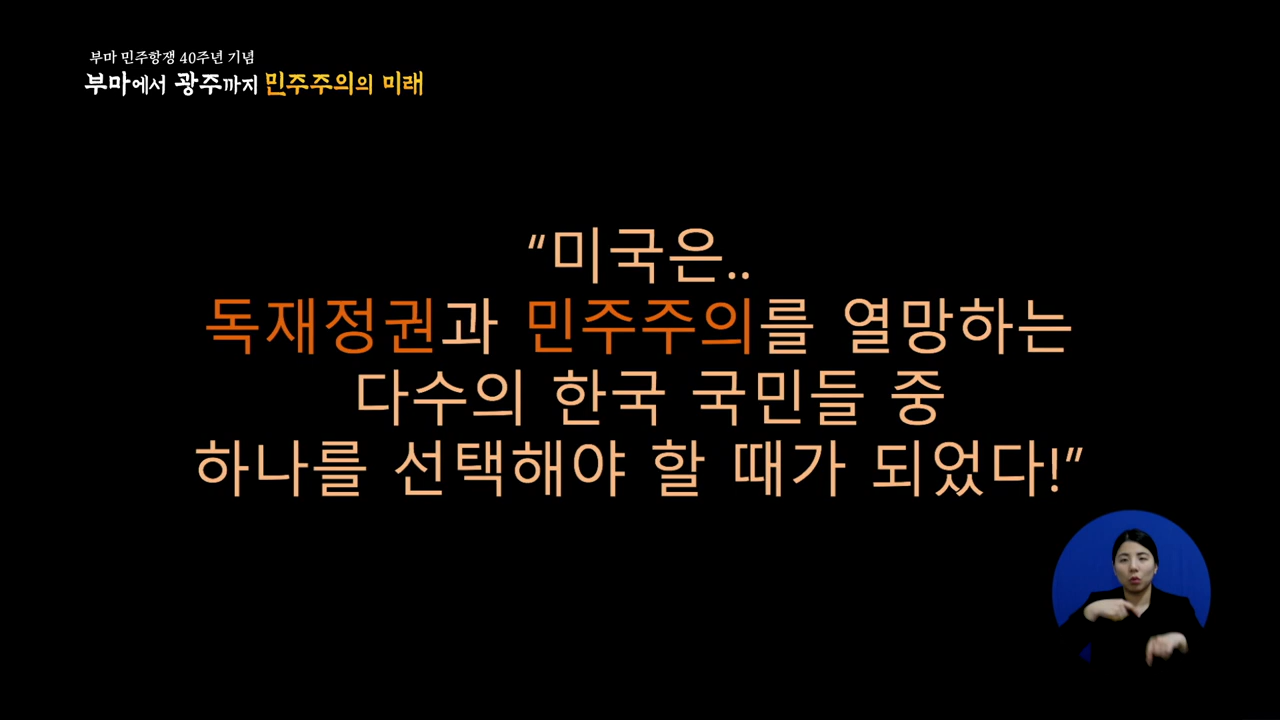 부마 민주항쟁 40주년 기념
부마에서 광주까지 민주주의의 미래
“미국은..
독재정권과 민주주의를 열망하는
다수의 한국 국민들 중
하나를 선택해야 할 때가 되었다!”